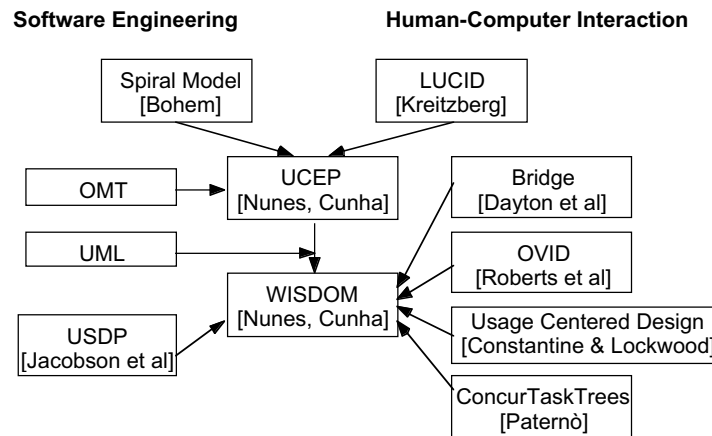 Software Engineering
Human-Computer Interaction
Spiral Model
[Bohem]
LUCID
[Kreitzberg]
UCEP
[Nunes, Cunha]
OMT
Bridge
[Dayton et al]
UML
OVID
[Roberts et al]
WISDOM
[Nunes, Cunha]
USDP
[Jacobson et al]
Usage Centered Design
[Constantine & Lockwood]
ConcurTaskTrees
[Paternò]